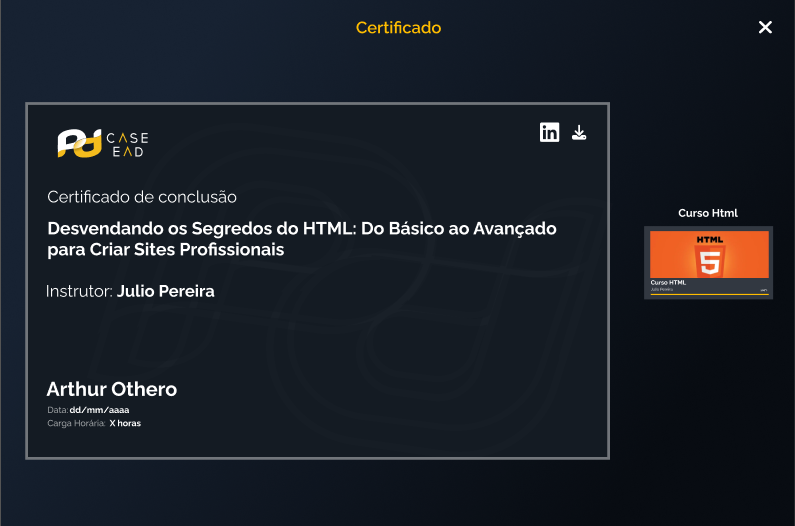 Certificado
CASE
EAD
Certificado de conclusão
Desvendando os Segredos do HTML: Do Básico ao Avançado
para Criar Sites Profissionais
Instrutor: Julio Pereira
Arthur Othero
Data: dd/mm/aaaa
Carga Horária: X horas
Curso Html
HTML
5
Curso HTML
Julio Pereira